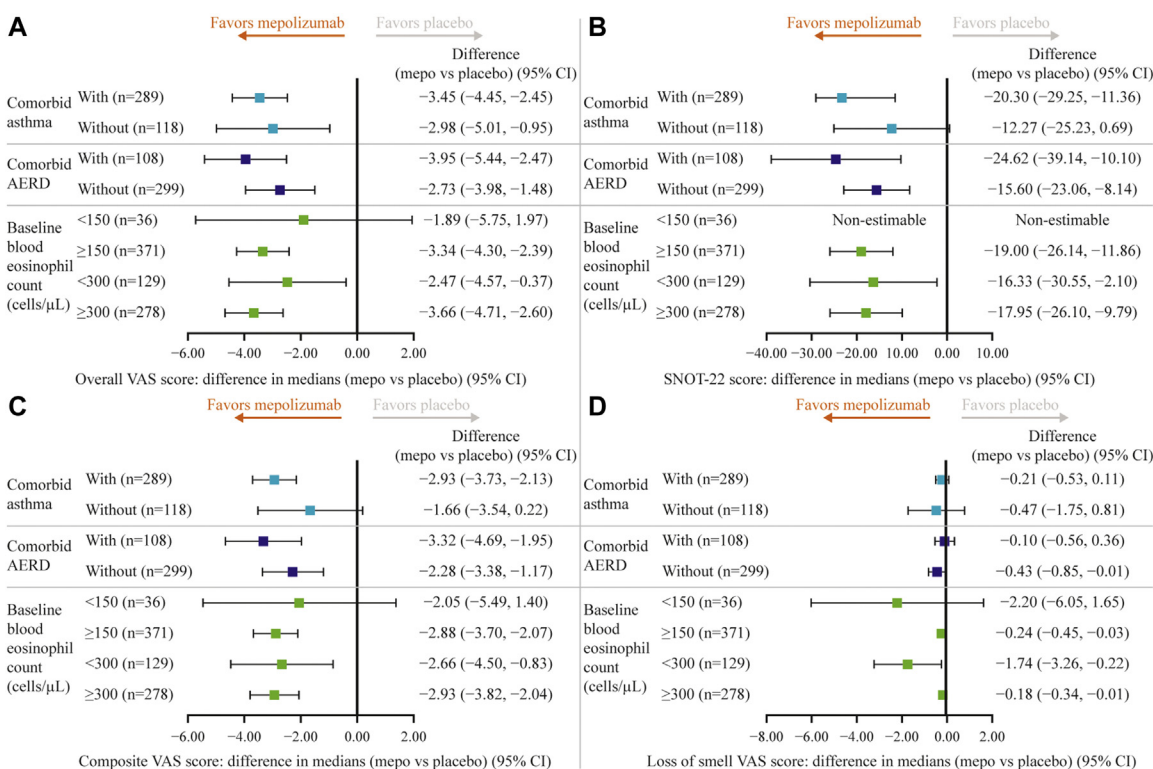 A
Favors mepolizumab Favors placebo
Difference
(mepo vs placebo) (95% CI)
Comorbid asthma
With (n=289) −3.45 (−4.45, −2.45)
Without (n=118) −2.98 (−5.01, −0.95)
Comorbid AERD
With (n=108) −3.95 (−5.44, −2.47)
Without (n=299) −2.73 (−3.98, −1.48)
Baseline blood eosinophil count (cells/µL)
<150 (n=36) −1.89 (−5.75, 1.97)
≥150 (n=371) −3.34 (−4.30, −2.39)
<300 (n=129) −2.47 (−4.57, −0.37)
≥300 (n=278) −3.66 (−4.71, −2.60)
−6.00 −4.00 −2.00 0.00 2.00
Overall VAS score: difference in medians (mepo vs placebo) (95% CI)
B
Favors mepolizumab Favors placebo
Difference
(mepo vs placebo) (95% CI)
Comorbid asthma
With (n=289) −20.30 (−29.25, −11.36)
Without (n=118) −12.27 (−25.23, 0.69)
Comorbid AERD
With (n=108) −24.62 (−39.14, −10.10)
Without (n=299) −15.60 (−23.06, −8.14)
Baseline blood eosinophil count (cells/µL)
<150 (n=36) Non-estimable Non-estimable
≥150 (n=371) −19.00 (−26.14, −11.86)
<300 (n=129) −16.33 (−30.55, −2.10)
≥300 (n=278) −17.95 (−26.10, −9.79)
−40.00 −30.00 −20.00 −10.00 0.00 10.00
SNOT-22 score: difference in medians (mepo vs placebo) (95% CI)
C
Favors mepolizumab Favors placebo
Difference
(mepo vs placebo) (95% CI)
Comorbid asthma
With (n=289) −2.93 (−3.73, −2.13)
Without (n=118) −1.66 (−3.54, 0.22)
Comorbid AERD
With (n=108) −3.32 (−4.69, −1.95)
Without (n=299) −2.28 (−3.38, −1.17)
Baseline blood eosinophil count (cells/µL)
<150 (n=36) −2.05 (−5.49, 1.40)
≥150 (n=371) −2.88 (−3.70, −2.07)
<300 (n=129) −2.66 (−4.50, −0.83)
≥300 (n=278) −2.93 (−3.82, −2.04)
−6.00 −4.00 −2.00 0.00 2.00
Composite VAS score: difference in medians (mepo vs placebo) (95% CI)
D
Favors mepolizumab Favors placebo
Difference
(mepo vs placebo) (95% CI)
Comorbid asthma
With (n=289) −0.21 (−0.53, 0.11)
Without (n=118) −0.47 (−1.75, 0.81)
Comorbid AERD
With (n=108) −0.10 (−0.56, 0.36)
Without (n=299) −0.43 (−0.85, −0.01)
Baseline blood eosinophil count (cells/µL)
<150 (n=36) −2.20 (−6.05, 1.65)
≥150 (n=371) −0.24 (−0.45, −0.03)
<300 (n=129) −1.74 (−3.26, −0.22)
≥300 (n=278) −0.18 (−0.34, −0.01)
−8.00 −6.00 −4.00 −2.00 0.00 2.00
Loss of smell VAS score: difference in medians (mepo vs placebo) (95% CI)